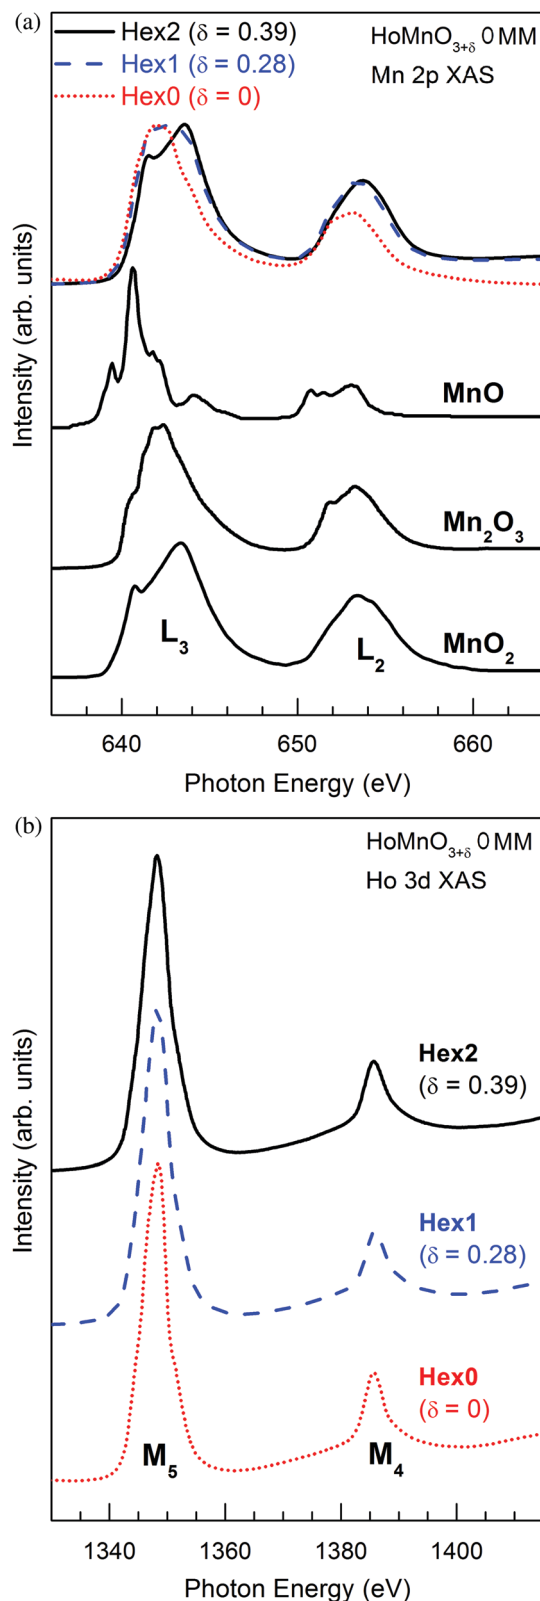 (a)
Hex2 (δ = 0.39)
Hex1 (δ = 0.28)
Hex0 (δ = 0)
HoMnO₃₊δ 0 MM
Mn 2p XAS
Intensity (arb. units)
MnO
Mn₂O₃
MnO₂
L₃
L₂
640 650 660
Photon Energy (eV)
(b)
HoMnO₃₊δ 0 MM
Ho 3d XAS
Intensity (arb. units)
Hex2
(δ = 0.39)
Hex1
(δ = 0.28)
Hex0
(δ = 0)
M₅
M₄
1340 1360 1380 1400
Photon Energy (eV)